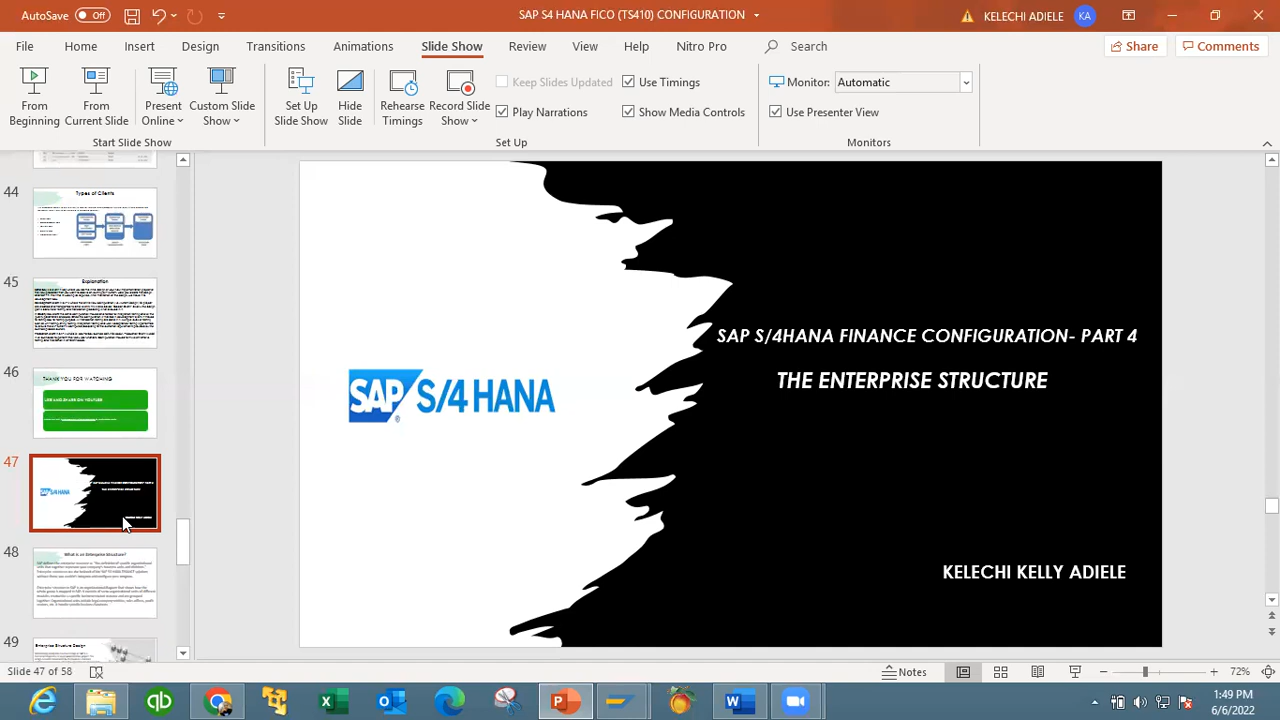 AutoSave Off
SAP S4 HANA FICO (TS410) CONFIGURATION
KELECHI ADIELE KA
File Home Insert Design Transitions Animations Slide Show Review View Help Nitro Pro Search Share Comments
From Beginning
From Current Slide
Present Online
Custom Slide Show
Set Up Slide Show
Hide Slide
Rehearse Timings
Record Slide Show
Keep Slides Updated
Play Narrations
Use Timings
Show Media Controls
Monitor: Automatic
Use Presenter View
Start Slide Show
Set Up
Monitors
44
Types of Clients
45
Explanation
46
THANK YOU FOR WATCHING
47
48
What is an Enterprise Structure?
49
Enterprise Structure Design
SAP S/4HANA FINANCE CONFIGURATION- PART 4
THE ENTERPRISE STRUCTURE
SAP® S/4 HANA
KELECHI KELLY ADIELE
Slide 47 of 58
Notes
72%
1:49 PM
6/6/2022